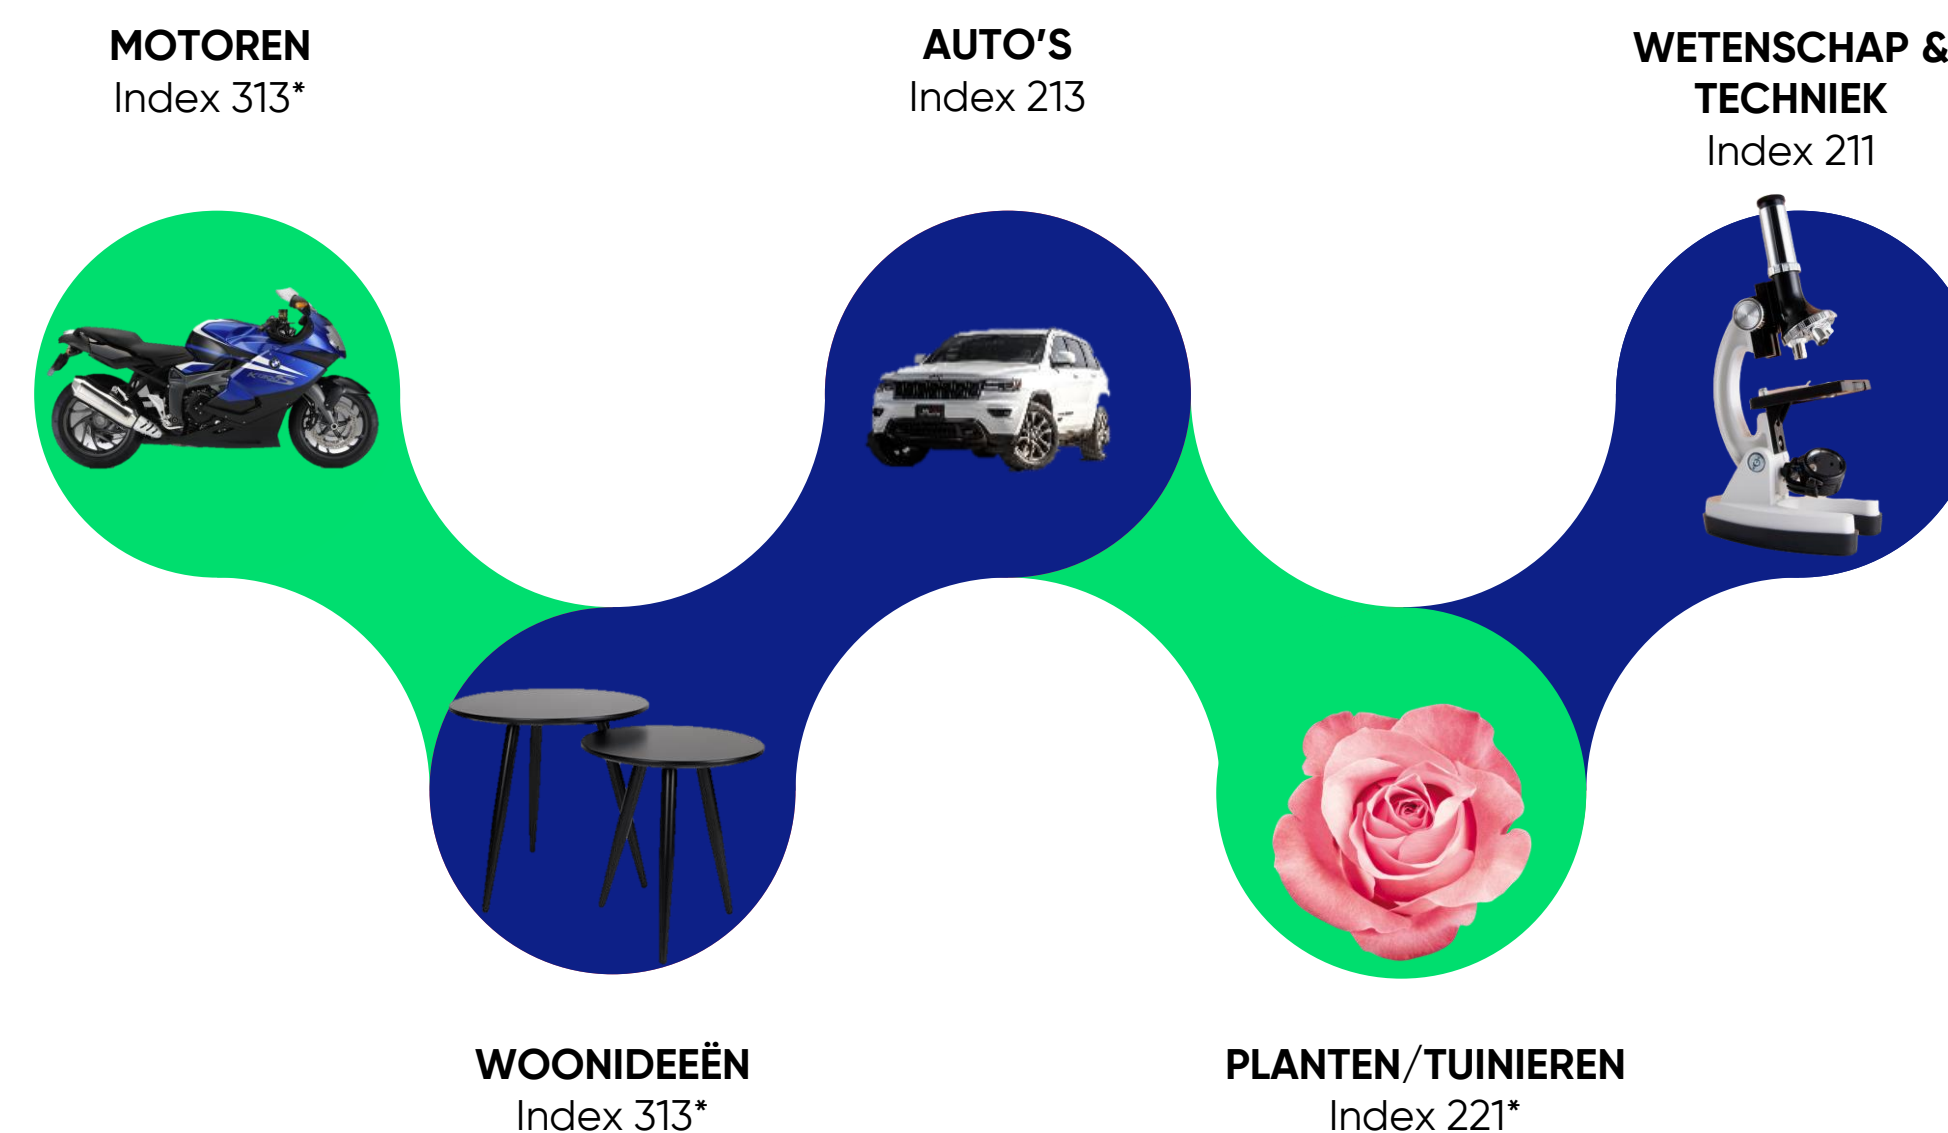 MOTOREN
Index 313*
AUTO'S
Index 213
WETENSCHAP &
TECHNIEK
Index 211
WOONIDEEËN
Index 313*
PLANTEN/TUINIEREN
Index 221*